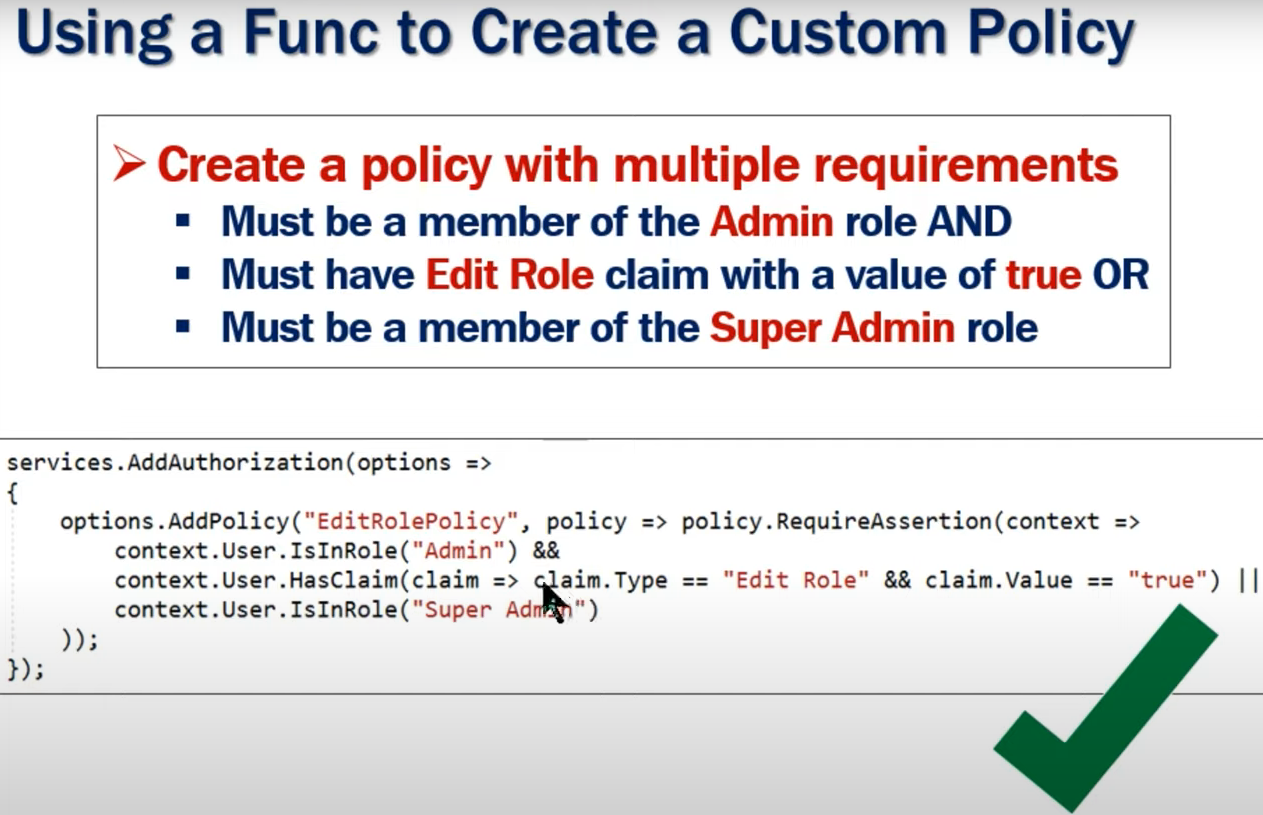 Using a Func to Create a Custom Policy
➢ Create a policy with multiple requirements
▪ Must be a member of the Admin role AND
▪ Must have Edit Role claim with a value of true OR
▪ Must be a member of the Super Admin role
services.AddAuthorization(options =>
{
    options.AddPolicy("EditRolePolicy", policy => policy.RequireAssertion(context =>
        context.User.IsInRole("Admin") &&
        context.User.HasClaim(claim => claim.Type == "Edit Role" && claim.Value == "true") ||
        context.User.IsInRole("Super Admin")
    ));
});